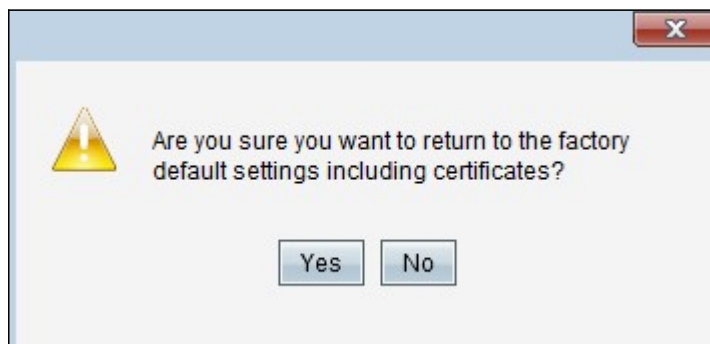 Are you sure you want to return to the factory
default settings including certificates?
Yes No